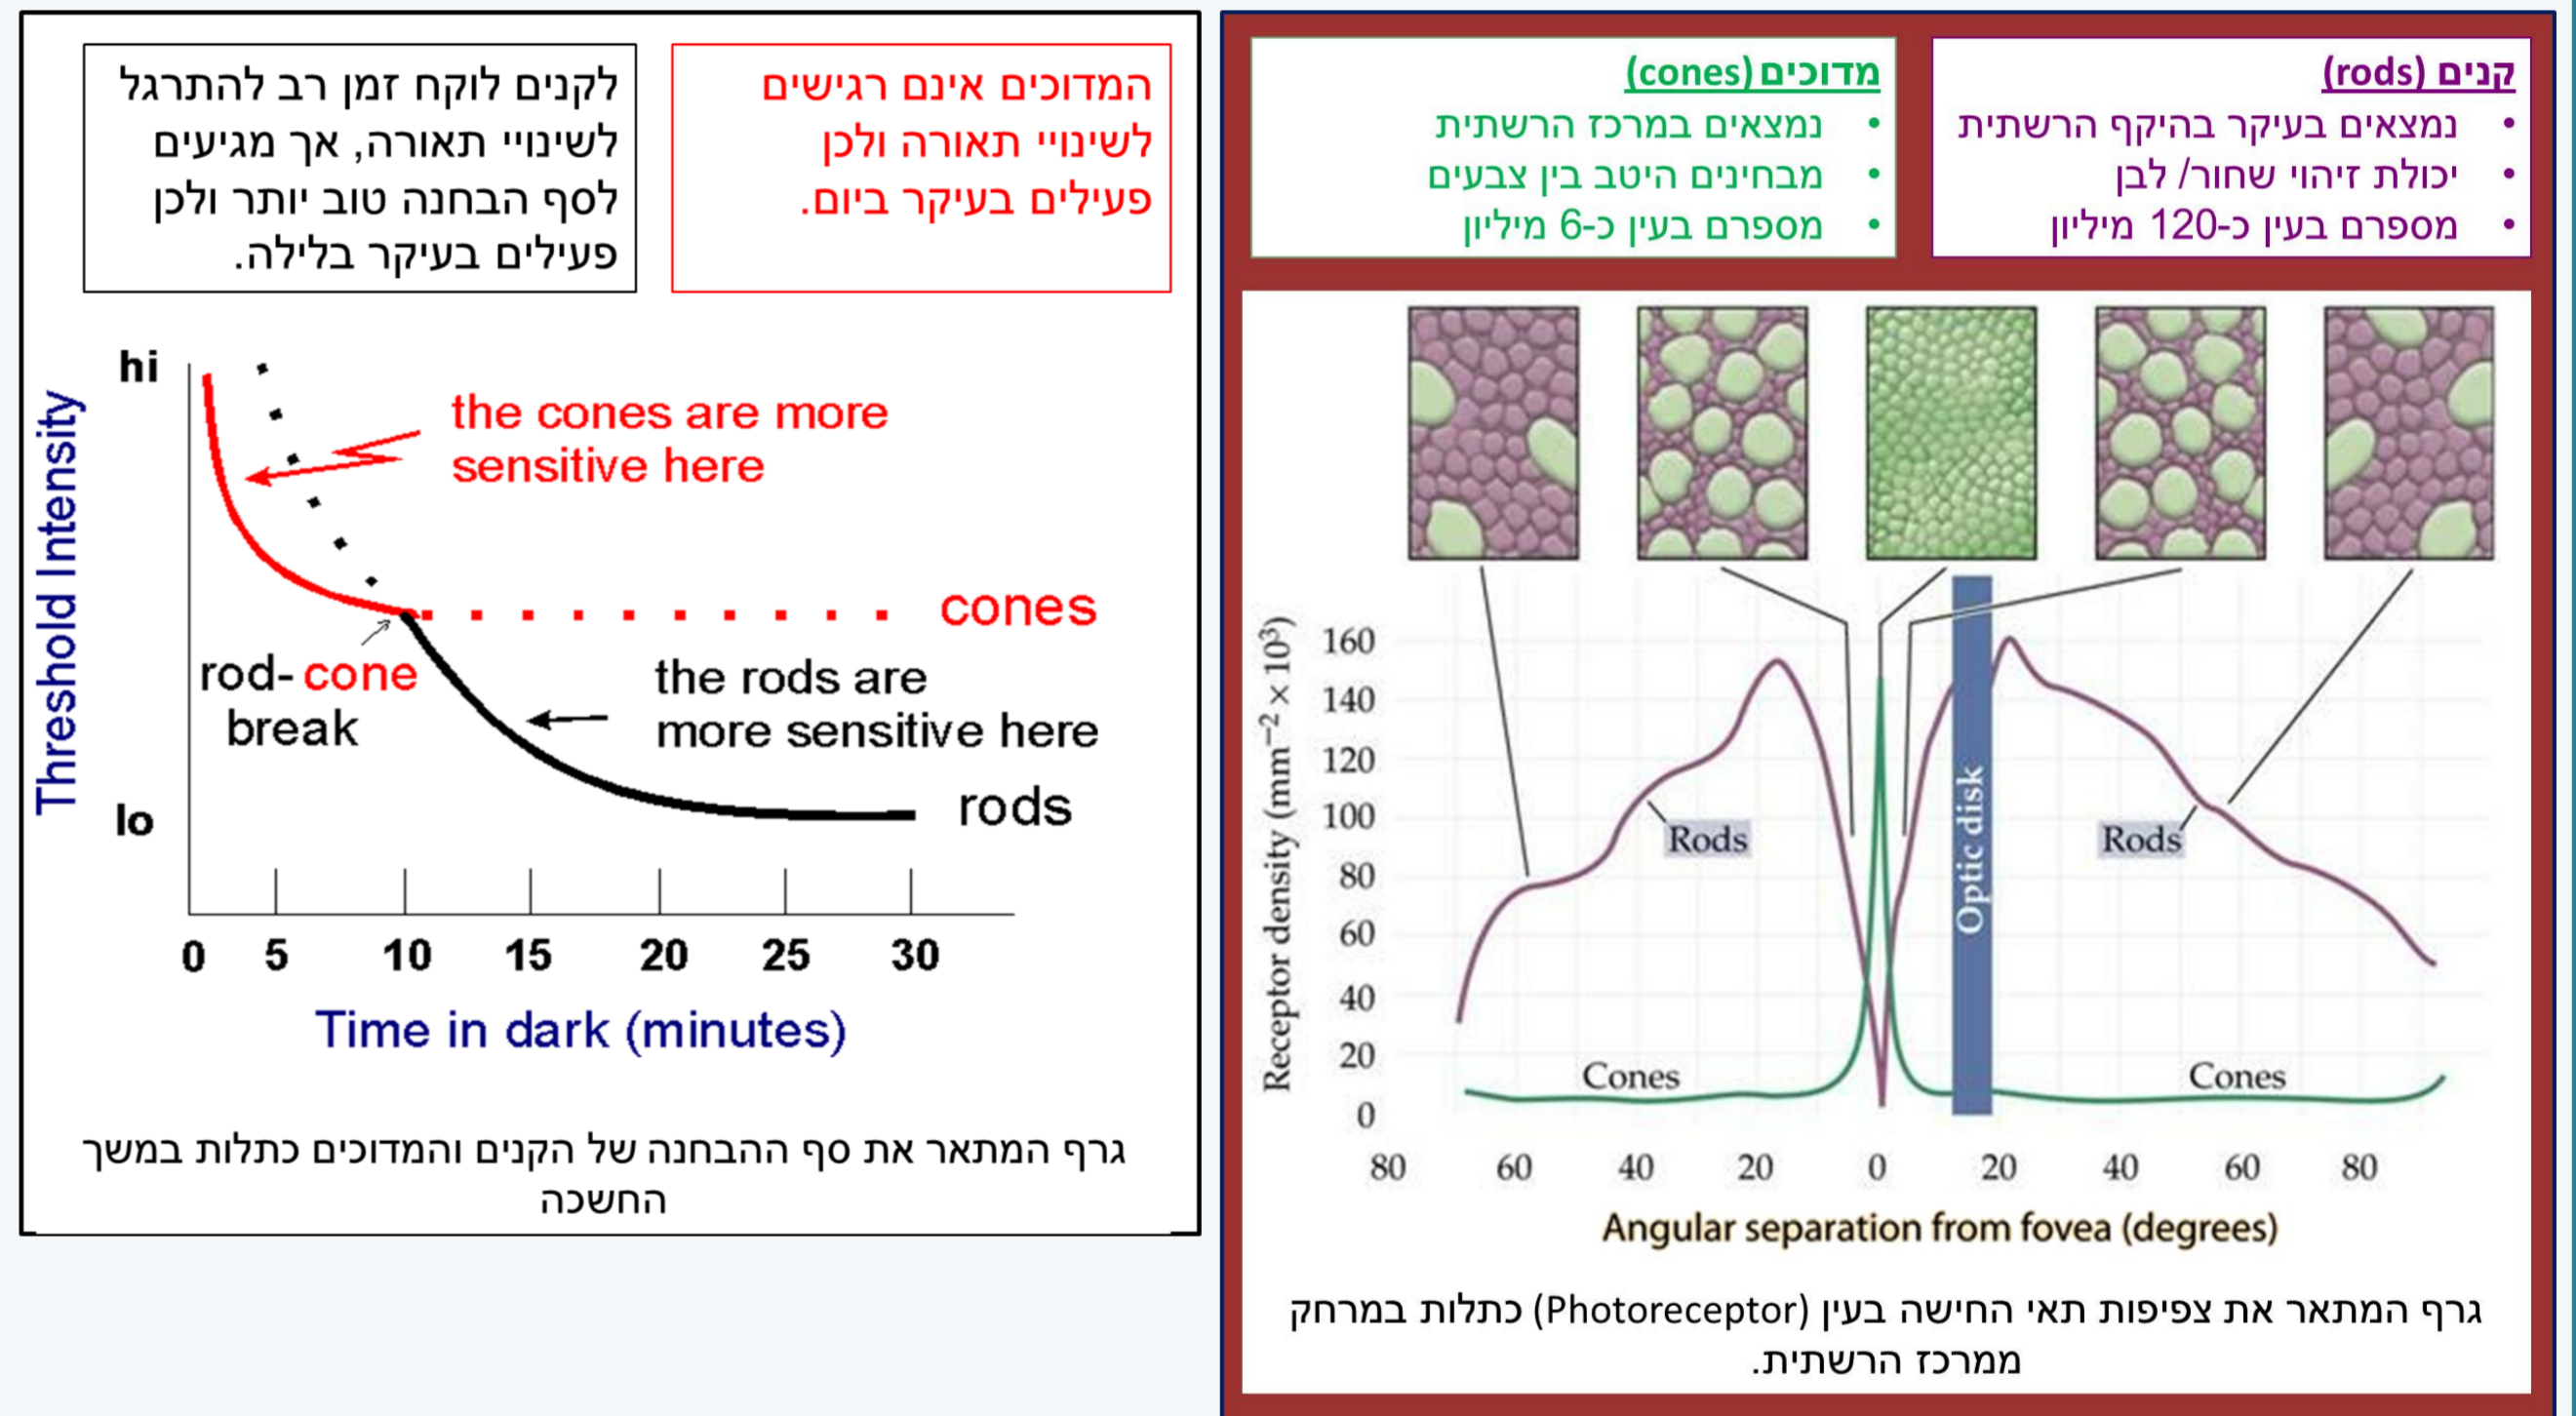 קנים (rods)
• נמצאים בעיקר בהיקף הרשתית
• יכולת זיהוי שחור/ לבן
• מספרם בעין כ-120 מיליון
מדוכים (cones)
• נמצאים במרכז הרשתית
• מבחינים היטב בין צבעים
• מספרם בעין כ-6 מיליון
Receptor density (mm⁻² × 10³)
160
140
120
100
80
60
40
20
0
Rods
Optic disk
Rods
Cones
Cones
80 60 40 20 0 20 40 60 80
Angular separation from fovea (degrees)
גרף המתאר את צפיפות תאי החישה בעין (Photoreceptor) כתלות במרחק
ממרכז הרשתית.
המדוכים אינם רגישים
לשינויי תאורה ולכן
פעילים בעיקר ביום.
לקנים לוקח זמן רב להתרגל
לשינויי תאורה, אך מגיעים
לסף הבחנה טוב יותר ולכן
פעילים בעיקר בלילה.
Threshold Intensity
hi
lo
the cones are more
sensitive here
cones
rod- cone
break
the rods are
more sensitive here
rods
0 5 10 15 20 25 30
Time in dark (minutes)
גרף המתאר את סף ההבחנה של הקנים והמדוכים כתלות במשך
החשכה